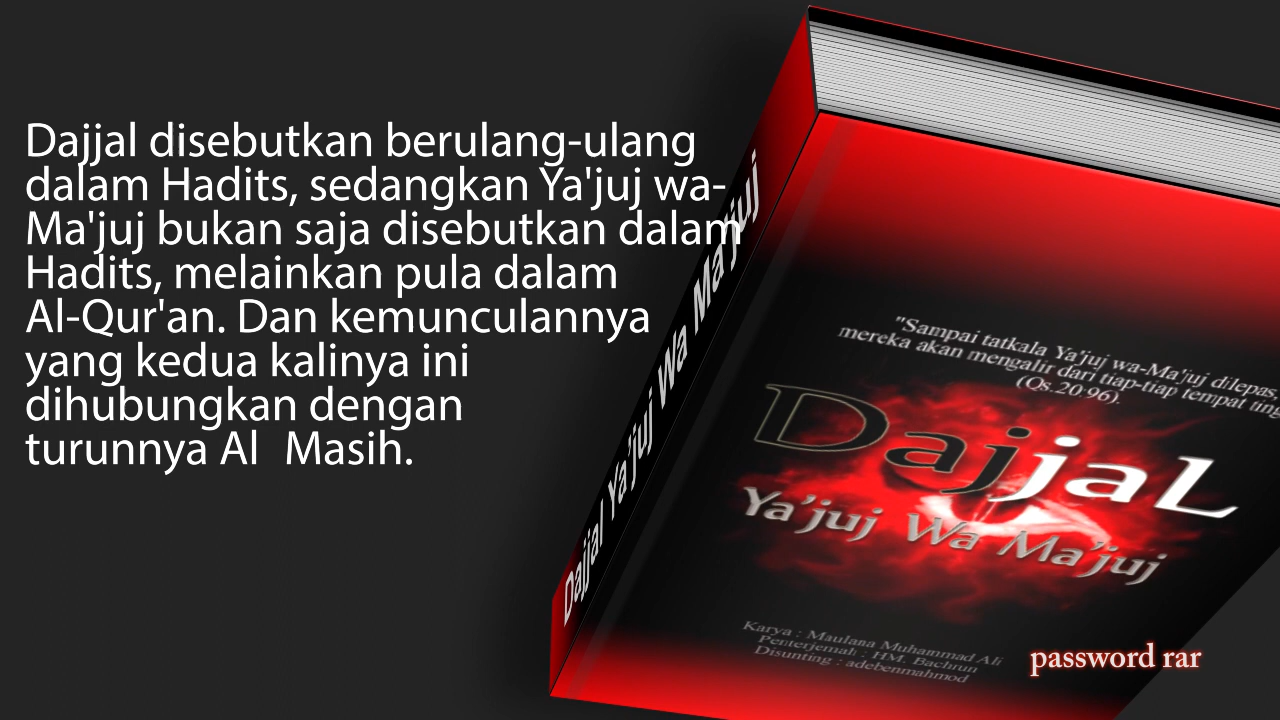 Dajjal disebutkan berulang-ulang
dalam Hadits, sedangkan Ya'juj wa-
Ma'juj bukan saja disebutkan dalam
Hadits, melainkan pula dalam
Al-Qur'an. Dan kemunculannya
yang kedua kalinya ini
dihubungkan dengan
turunnya Al Masih.
Dajjal Ya'juj Wa Ma'juj
"Sampai tatkala Ya'juj wa-Ma'juj dilepas,
mereka akan mengalir dari tiap-tiap tempat
(Qs.20:96).
DajjaL
Ya'juj Wa Ma'juj
Karya : Maulana Muhammad Ali
Penterjemah : HM. Bachrun
Disunting : adebenmahmod
password rar